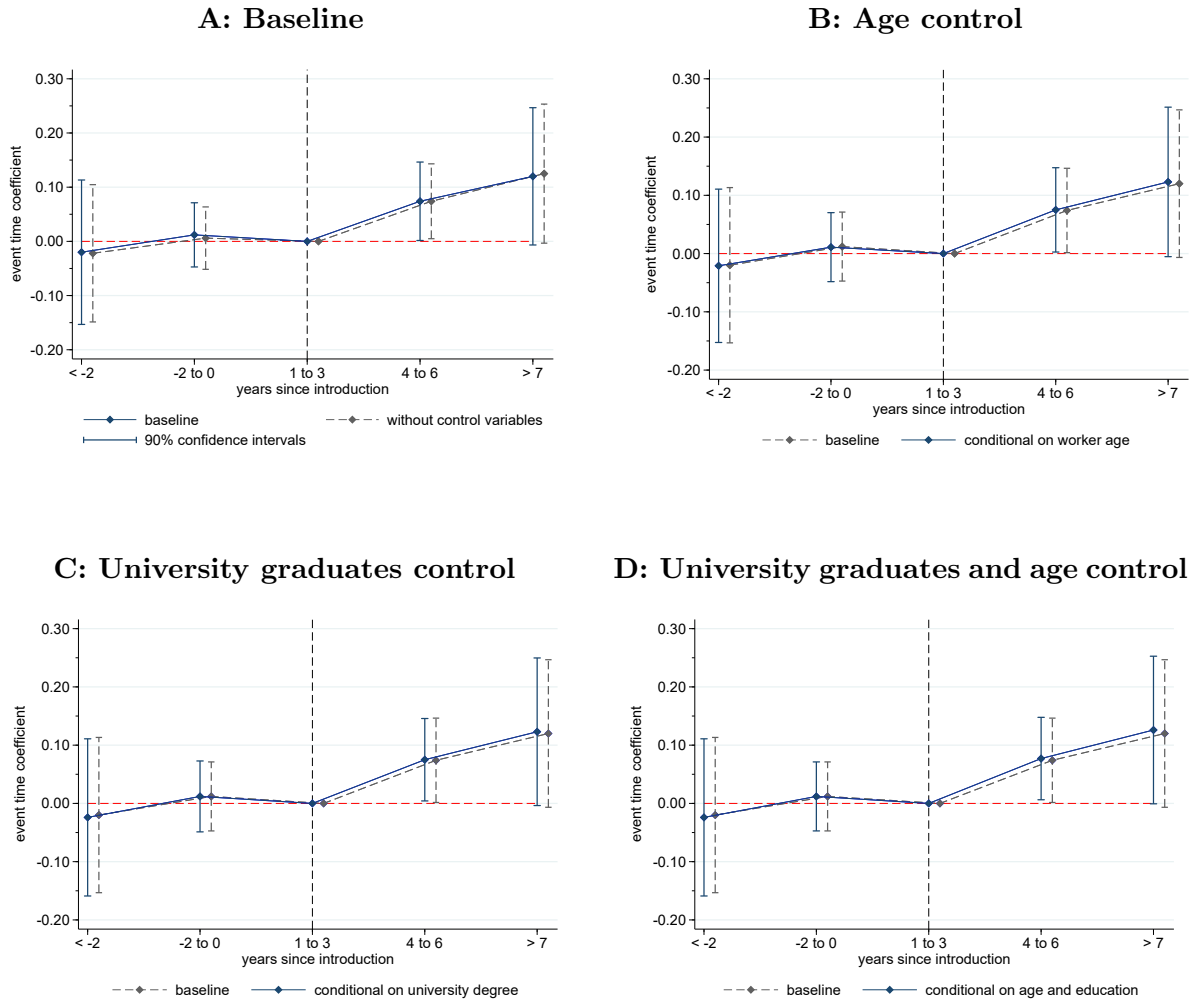 A: Baseline
0.30
0.20
0.10
0.00
-0.10
-0.20
event time coefficient
< -2
-2 to 0
1 to 3
4 to 6
> 7
years since introduction
baseline
without control variables
90% confidence intervals
B: Age control
0.30
0.20
0.10
0.00
-0.10
-0.20
event time coefficient
< -2
-2 to 0
1 to 3
4 to 6
> 7
years since introduction
baseline
conditional on worker age
C: University graduates control
0.30
0.20
0.10
0.00
-0.10
-0.20
event time coefficient
< -2
-2 to 0
1 to 3
4 to 6
> 7
years since introduction
baseline
conditional on university degree
D: University graduates and age control
0.30
0.20
0.10
0.00
-0.10
-0.20
event time coefficient
< -2
-2 to 0
1 to 3
4 to 6
> 7
years since introduction
baseline
conditional on age and education